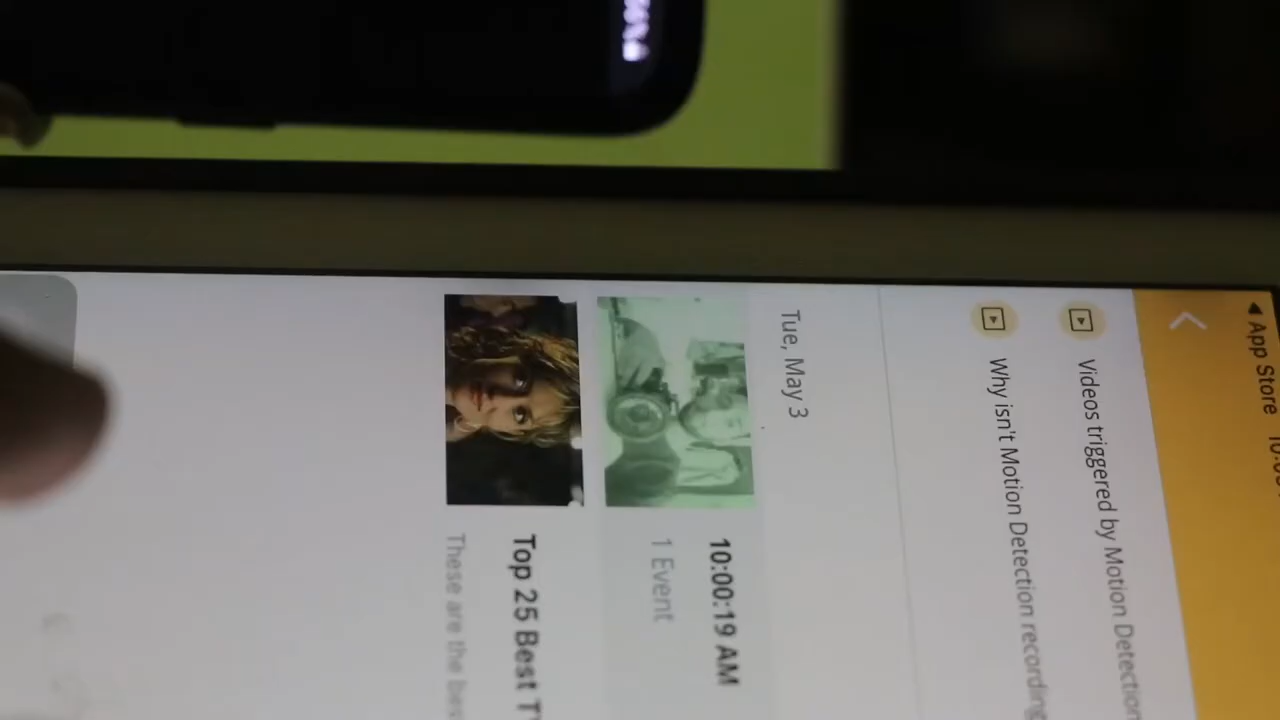 App Store
Videos triggered by Motion Detection
Why isn't Motion Detection recording
Tue, May 3
10:00:19 AM
1 Event
Top 25 Best
These are the